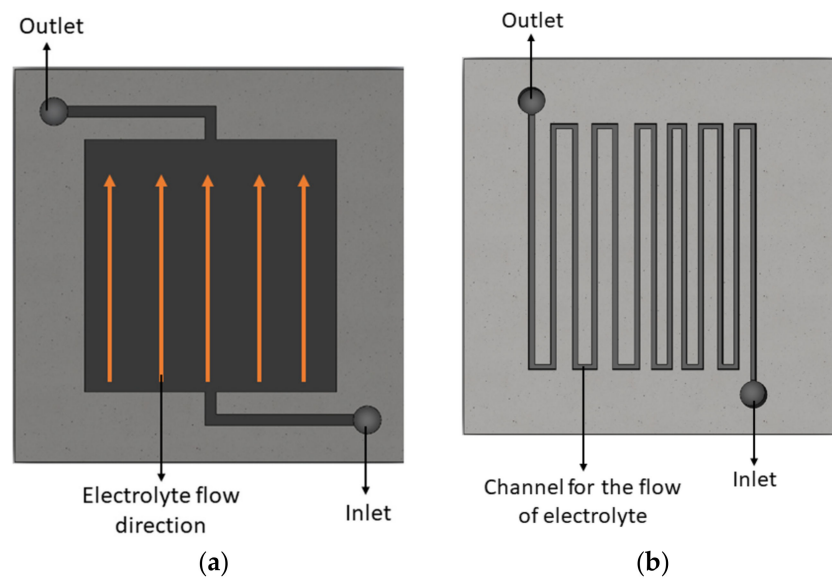 Outlet
Electrolyte flow
direction
Inlet
(a)
Outlet
Channel for the flow
of electrolyte
Inlet
(b)